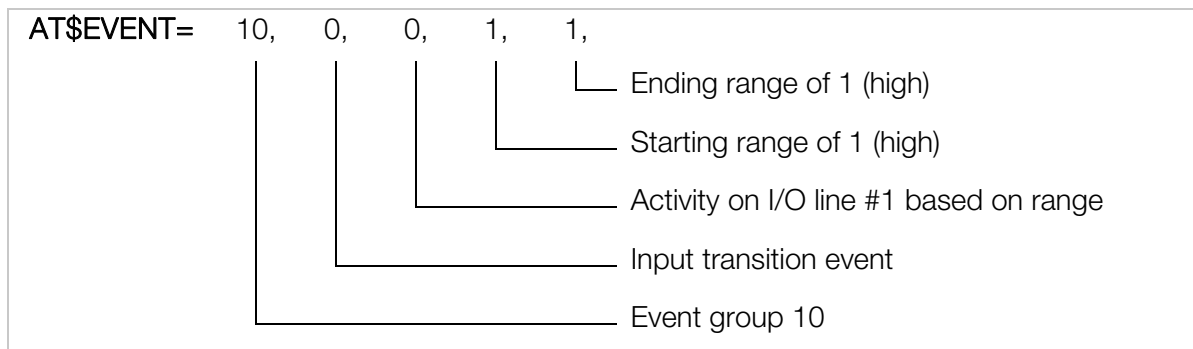 AT$EVENT= 10, 0, 0, 1, 1,
Ending range of 1 (high)
Starting range of 1 (high)
Activity on I/O line #1 based on range
Input transition event
Event group 10